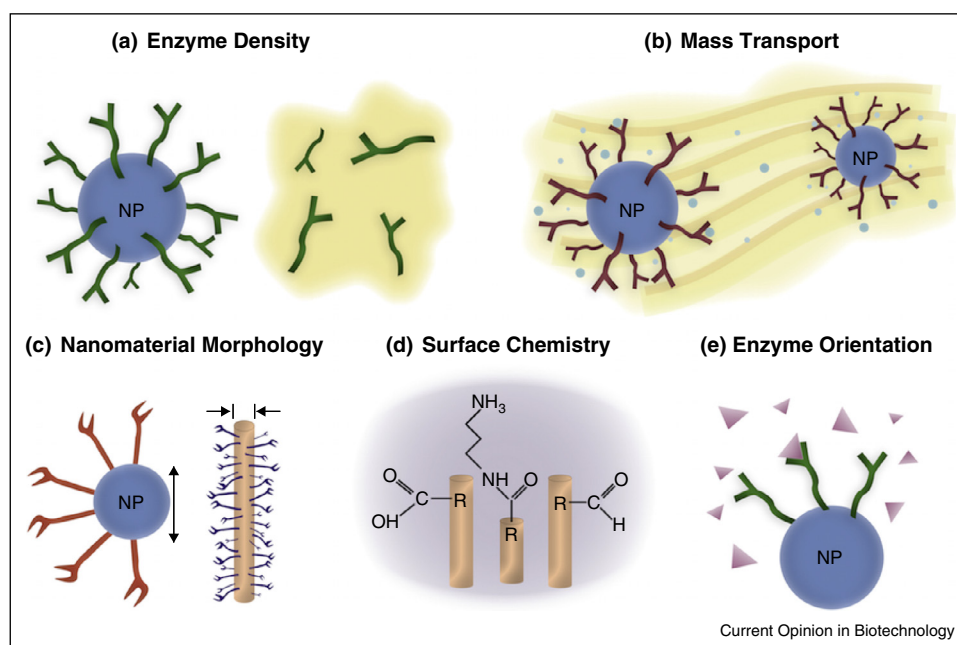 (a) Enzyme Density
(b) Mass Transport
NP
NP
NP
(c) Nanomaterial Morphology
(d) Surface Chemistry
(e) Enzyme Orientation
NP
NH3
NH
O
C
R
OH
C
O
R
R
C
O
H
NP
Current Opinion in Biotechnology